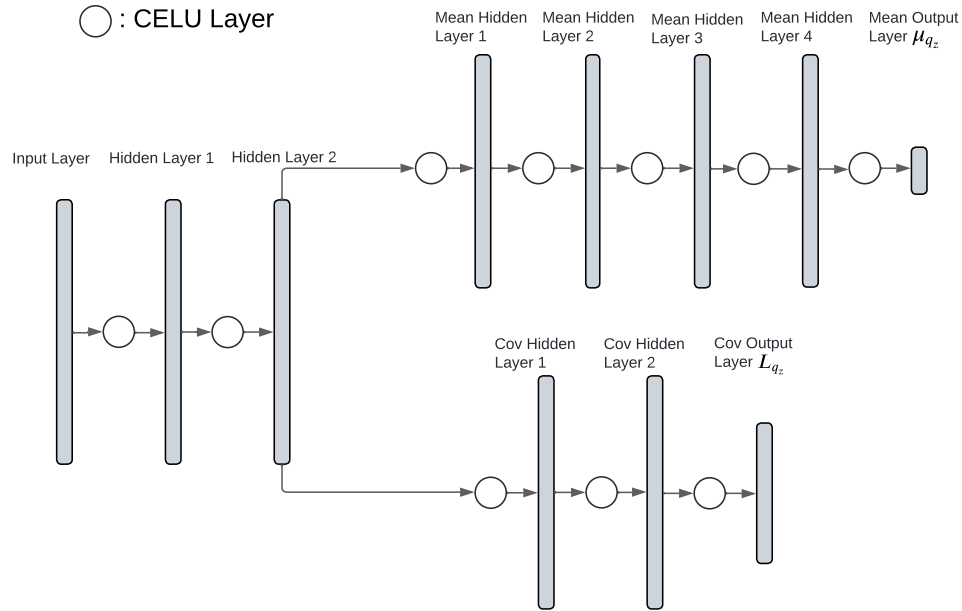 : CELU Layer
Mean Hidden
Layer 1
Mean Hidden
Layer 2
Mean Hidden
Layer 3
Mean Hidden
Layer 4
Mean Output
Layer μ_{q_z}
Input Layer
Hidden Layer 1
Hidden Layer 2
Cov Hidden
Layer 1
Cov Hidden
Layer 2
Cov Output
Layer L_{q_z}